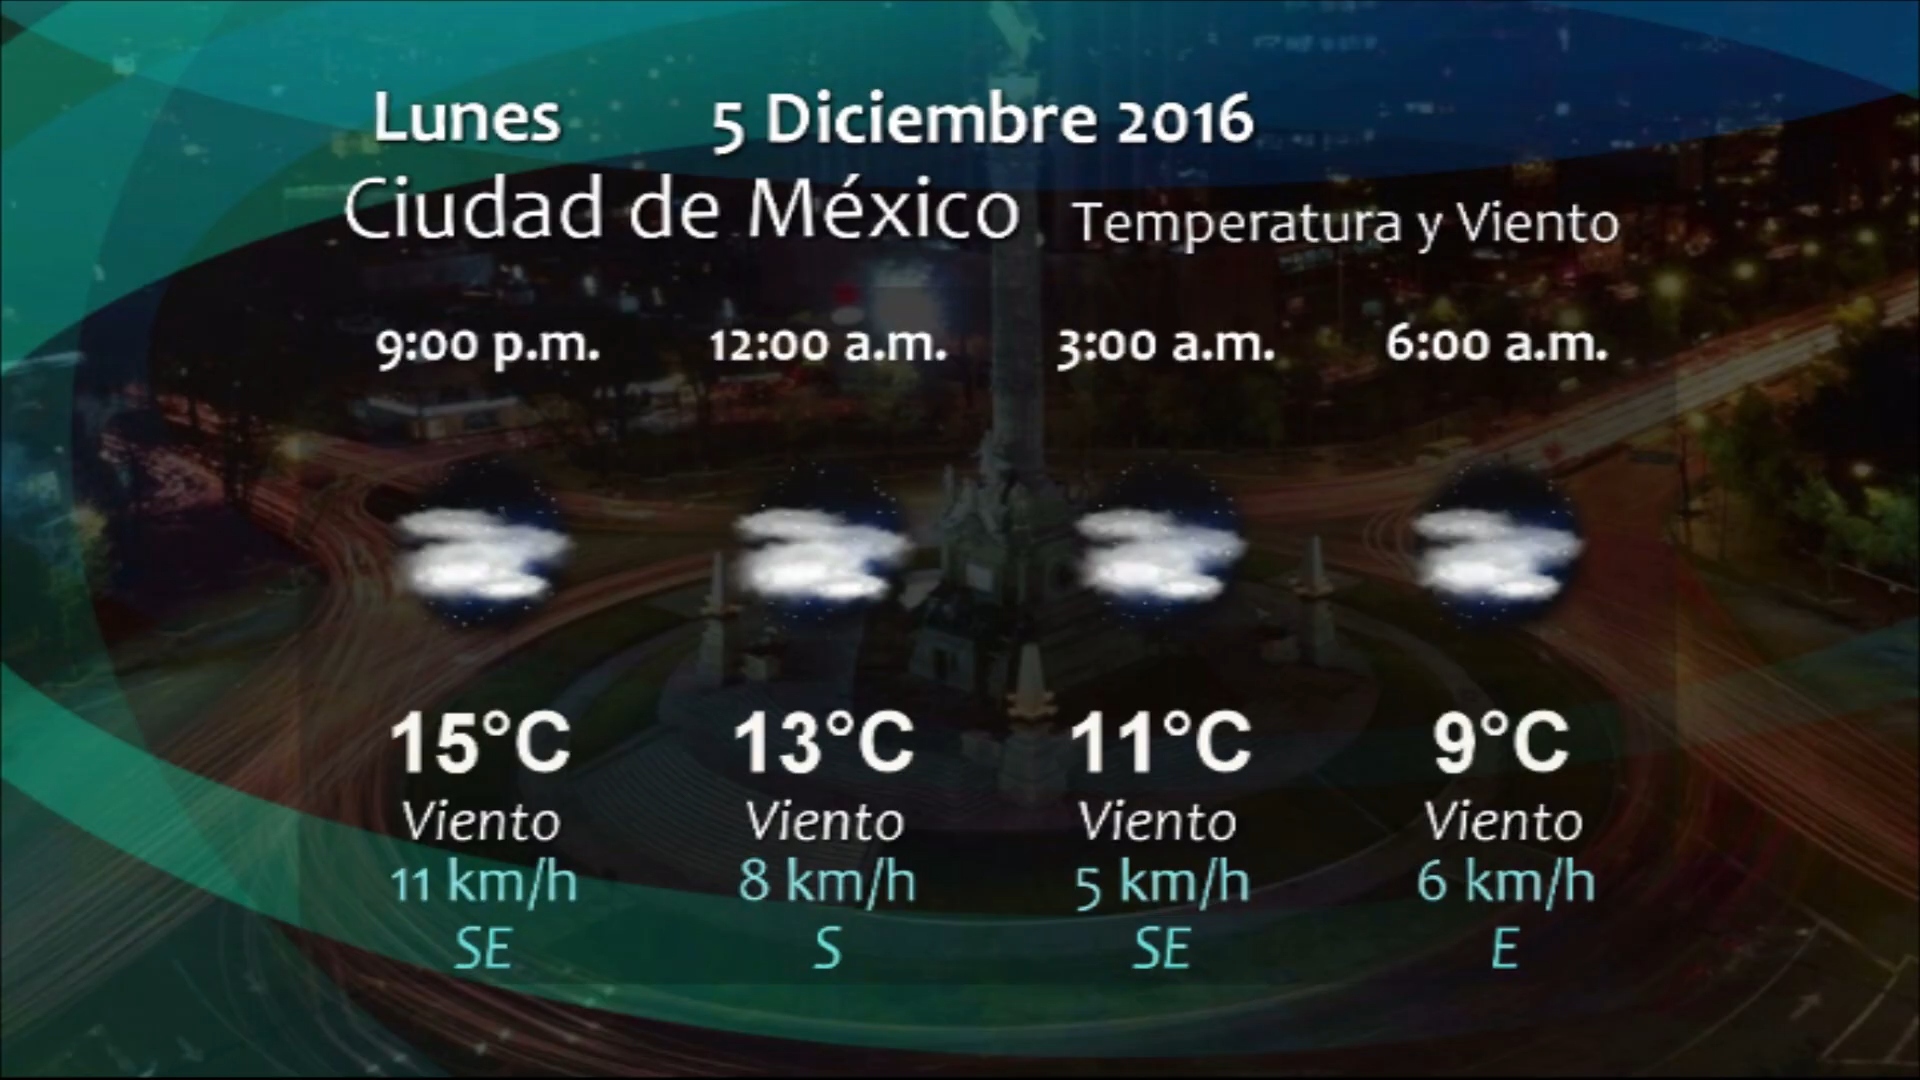 Lunes 5 Diciembre 2016
Ciudad de México Temperatura y Viento
9:00 p.m. 12:00 a.m. 3:00 a.m. 6:00 a.m.
15°C 13°C 11°C 9°C
Viento Viento Viento Viento
11 km/h 8 km/h 5 km/h 6 km/h
SE S SE E